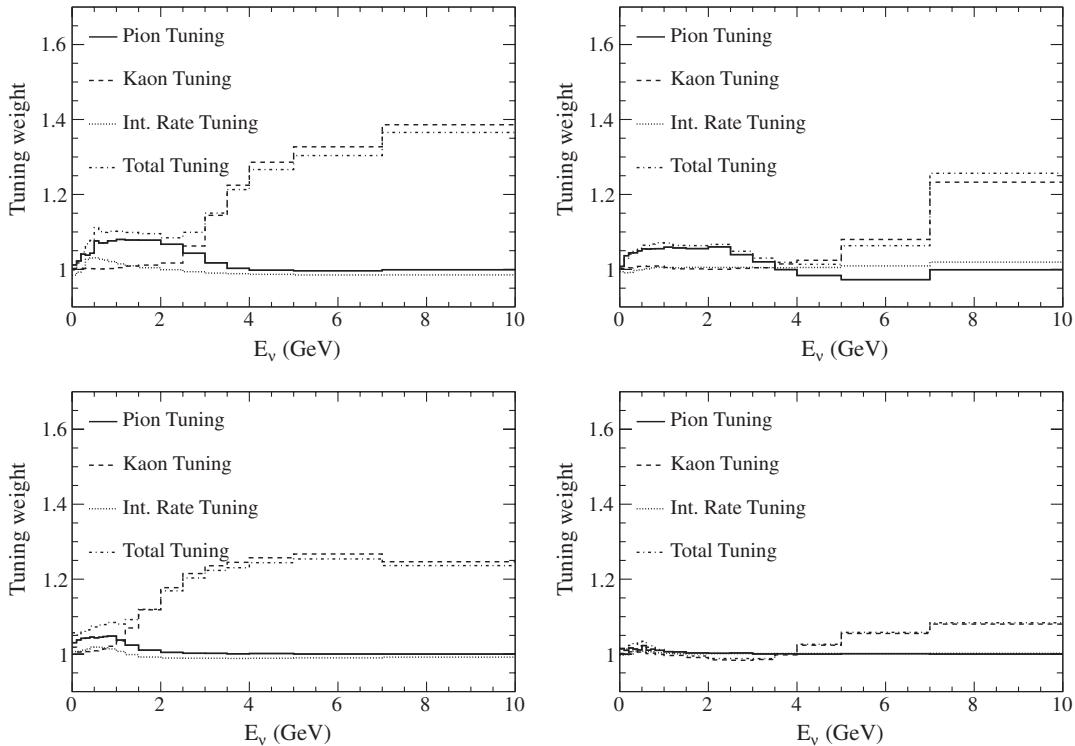 1.6
Pion Tuning
Kaon Tuning
1.4
Int. Rate Tuning
Total Tuning
1.2
1
Tuning weight
0 2 4 6 8 10
E_ν (GeV)
1.6
Pion Tuning
Kaon Tuning
1.4
Int. Rate Tuning
Total Tuning
1.2
1
Tuning weight
0 2 4 6 8 10
E_ν (GeV)
1.6
Pion Tuning
Kaon Tuning
1.4
Int. Rate Tuning
Total Tuning
1.2
1
Tuning weight
0 2 4 6 8 10
E_ν (GeV)
1.6
Pion Tuning
Kaon Tuning
1.4
Int. Rate Tuning
Total Tuning
1.2
1
Tuning weight
0 2 4 6 8 10
E_ν (GeV)